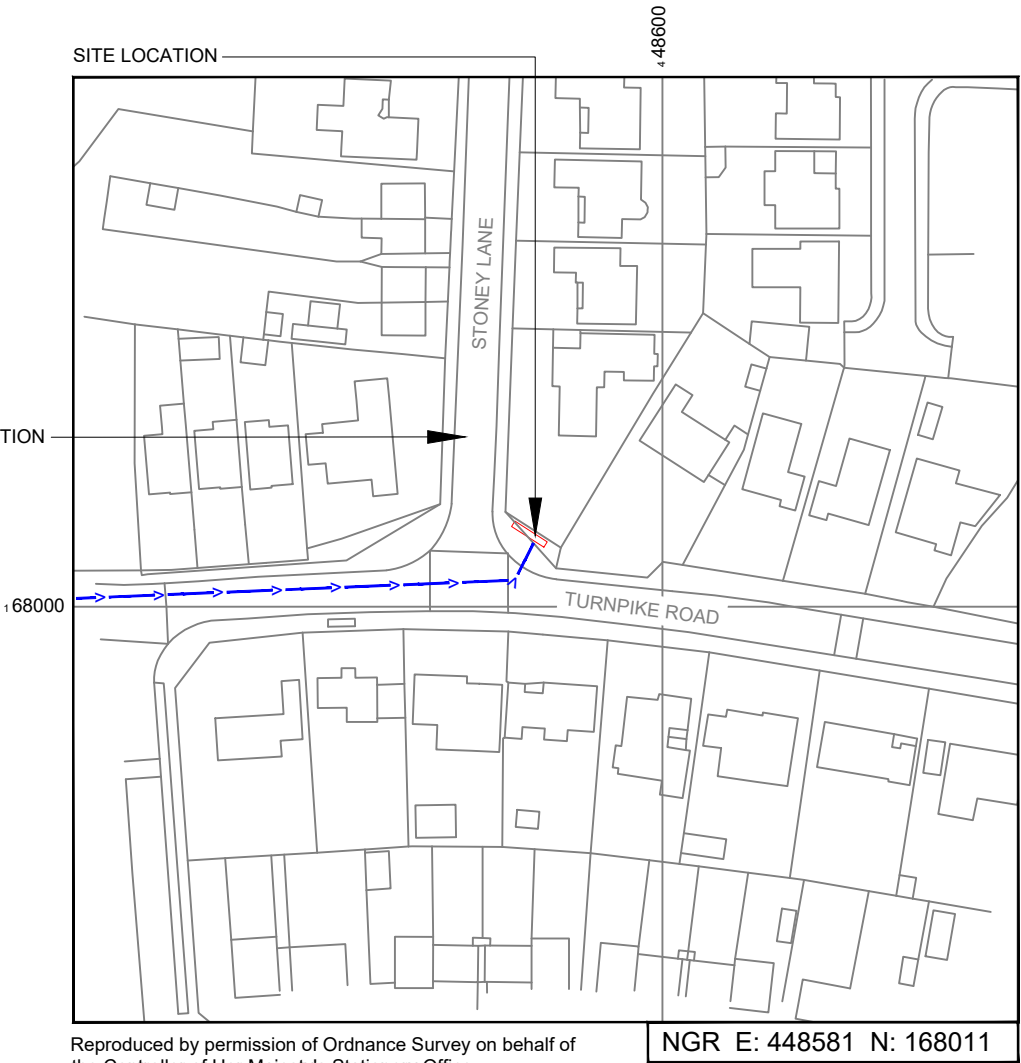 4 48600
SITE LOCATION
STONEY LANE
TION
1 68000
TURNPIKE ROAD
Reproduced by permission of Ordnance Survey on behalf of
NGR E: 448581 N: 168011